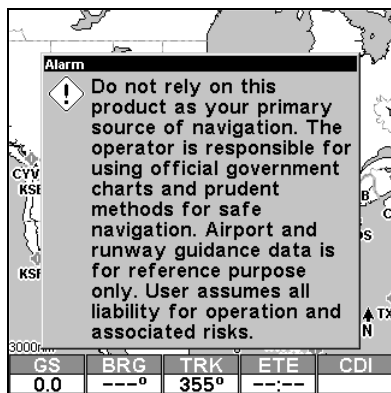 Alarm
Do not rely on this
product as your primary
source of navigation. The
operator is responsible for
using official government
charts and prudent
methods for safe
navigation. Airport and
runway guidance data is
for reference purpose
only. User assumes all
liability for operation and
associated risks.
CYV
KSE
B
C
DS
KSF
TX
N
GS BRG TRK ETE CDI
0.0 ---º 355º --:--